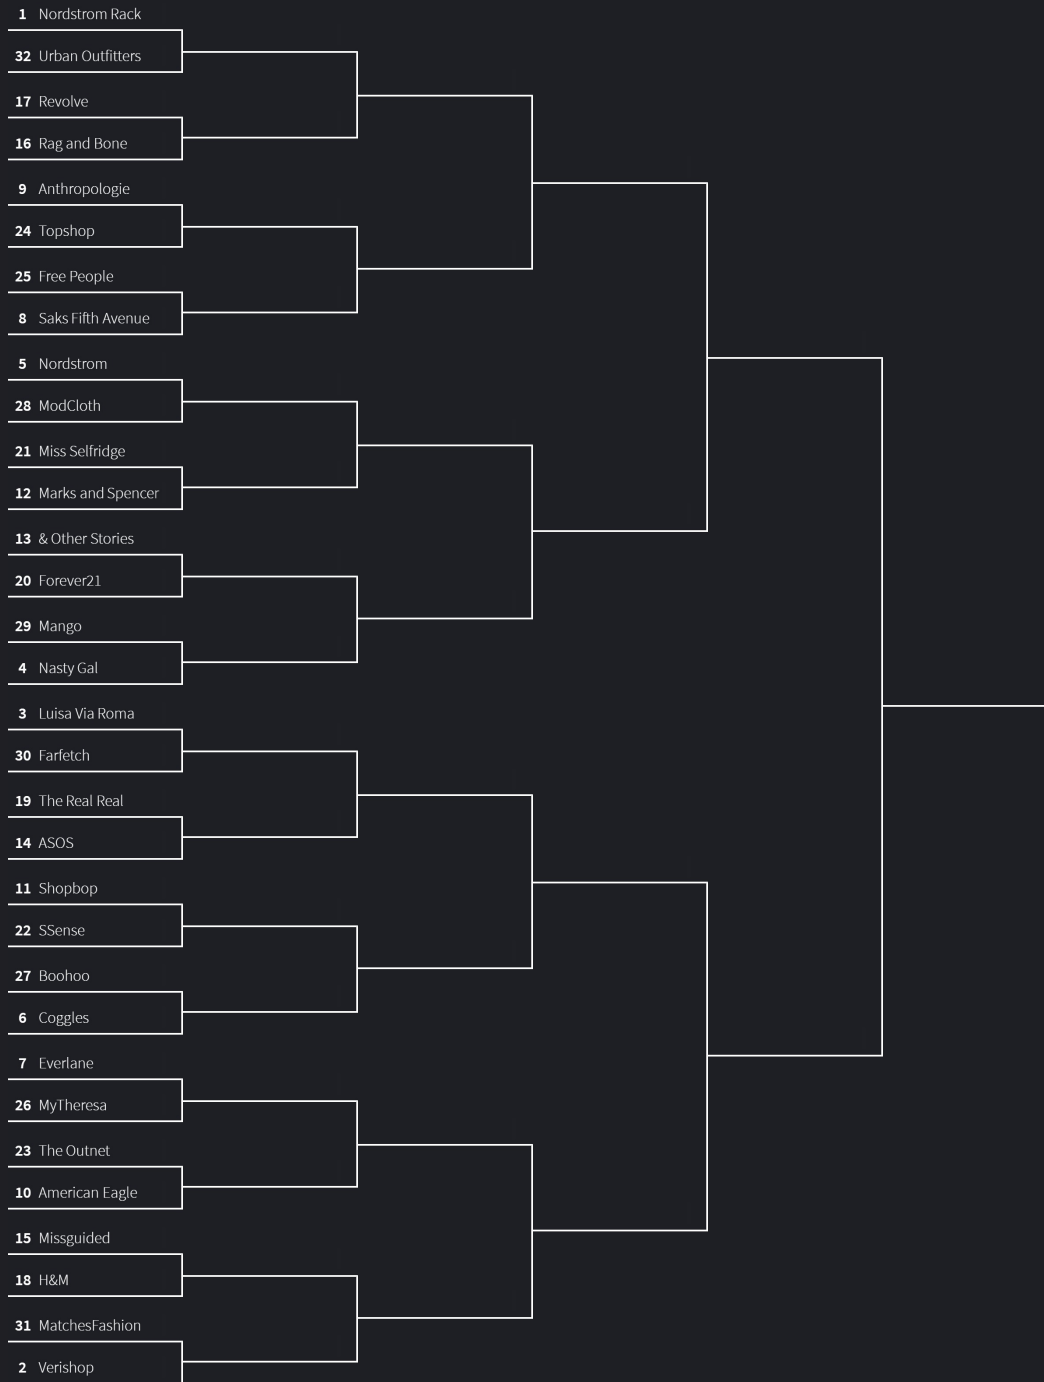 1 Nordstrom Rack
32 Urban Outfitters
17 Revolve
16 Rag and Bone
9 Anthropologie
24 Topshop
25 Free People
8 Saks Fifth Avenue
5 Nordstrom
28 ModCloth
21 Miss Selfridge
12 Marks and Spencer
13 & Other Stories
20 Forever21
29 Mango
4 Nasty Gal
3 Luisa Via Roma
30 Farfetch
19 The Real Real
14 ASOS
11 Shopbop
22 SSense
27 Boohoo
6 Coggles
7 Everlane
26 MyTheresa
23 The Outnet
10 American Eagle
15 Missguided
18 H&M
31 MatchesFashion
2 Verishop